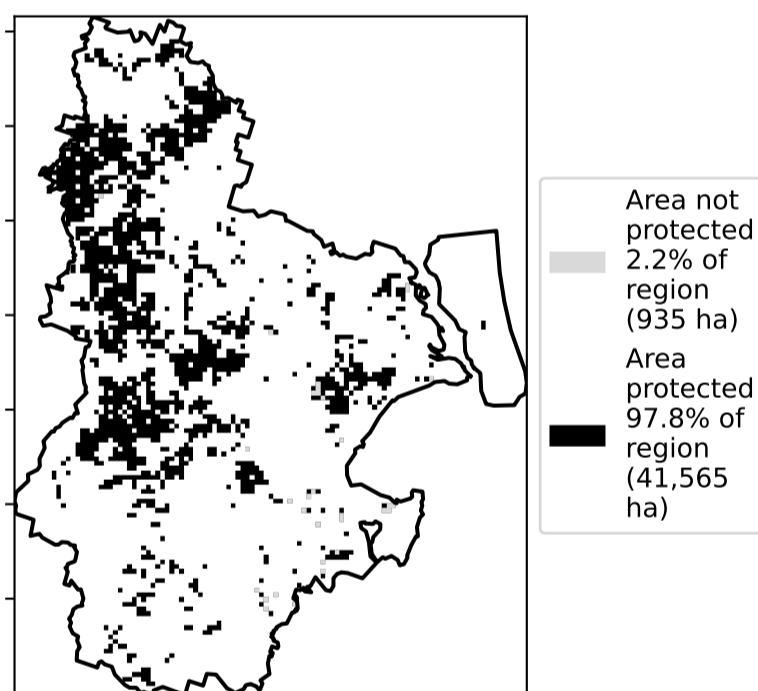 Area not
protected
2.2% of
region
(935 ha)
Area
protected
97.8% of
region
(41,565
ha)